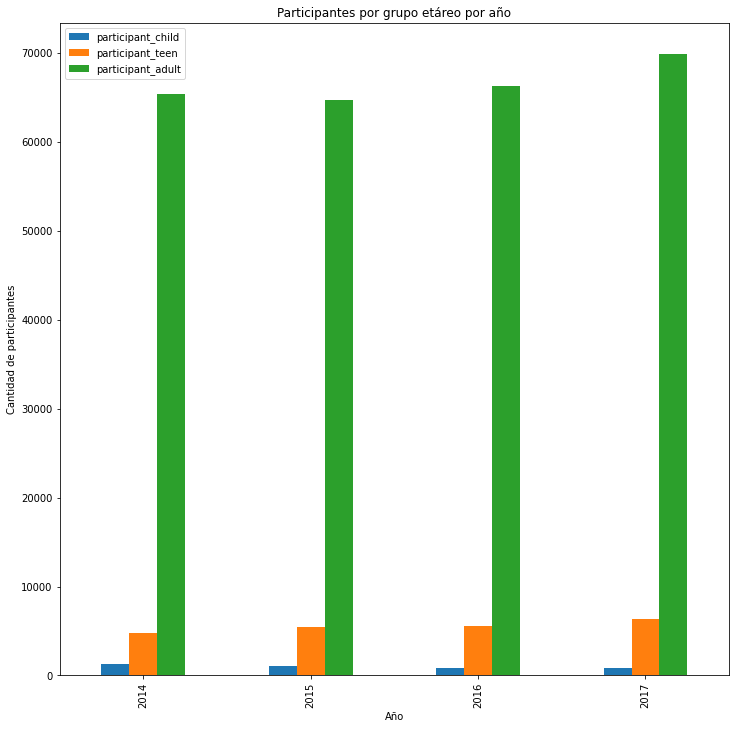 Participantes por grupo etáreo por año
participant_child
participant_teen
participant_adult
70000
60000
50000
40000
30000
20000
10000
0
Cantidad de participantes
2014
2015
2016
2017
Año